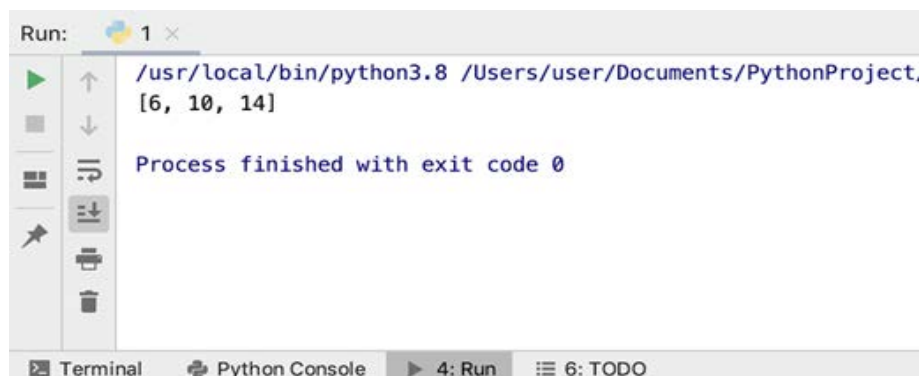 Run: 1
/usr/local/bin/python3.8 /Users/user/Documents/PythonProject/
[6, 10, 14]
Process finished with exit code 0
Terminal Python Console 4: Run 6: TODO